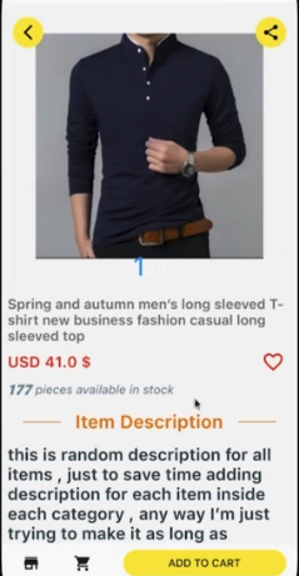 1
Spring and autumn men's long sleeved T-
shirt new business fashion casual long
sleeved top
USD 41.0 $
177 pieces available in stock
Item Description
this is random description for all
items , just to save time adding
description for each item inside
each category , any way I'm just
trying to make it as long as
ADD TO CART